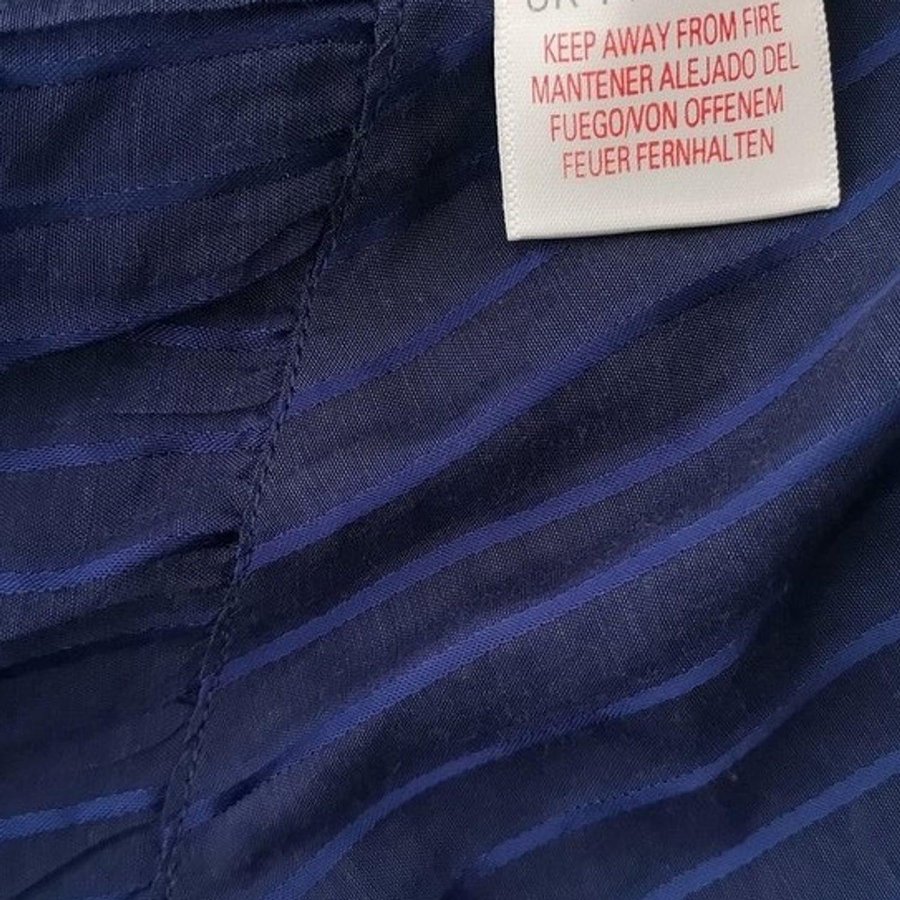 KEEP AWAY FROM FIRE
MANTENER ALEJADO DEL
FUEGO/VON OFFENEM
FEUER FERNHALTEN